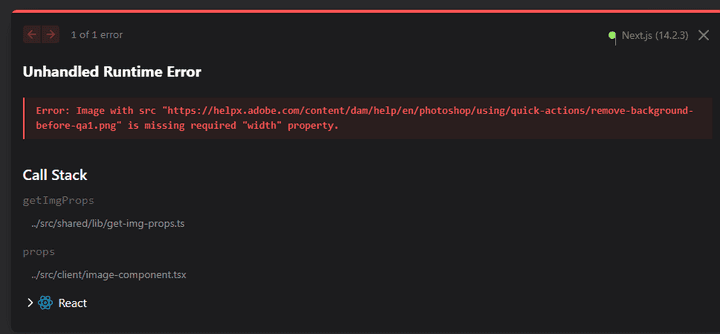 1 of 1 error
Next.js (14.2.3)
Unhandled Runtime Error
Error: Image with src "https://helpx.adobe.com/content/dam/help/en/photoshop/using/quick-actions/remove-background-
before-qa1.png" is missing required "width" property.
Call Stack
getImgProps
../src/shared/lib/get-img-props.ts
props
../src/client/image-component.tsx
React